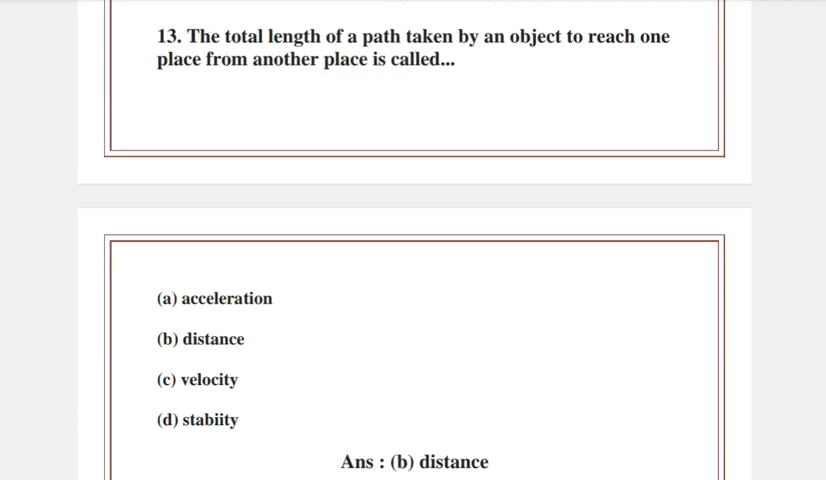 13. The total length of a path taken by an object to reach one
place from another place is called...
(a) acceleration
(b) distance
(c) velocity
(d) stabiity
Ans : (b) distance